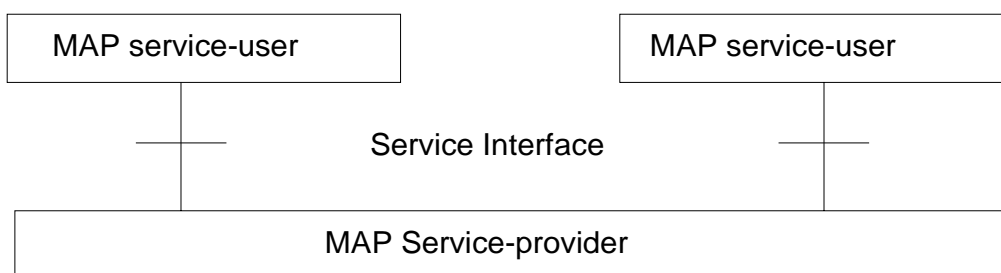 MAP service-user
MAP service-user
Service Interface
MAP Service-provider